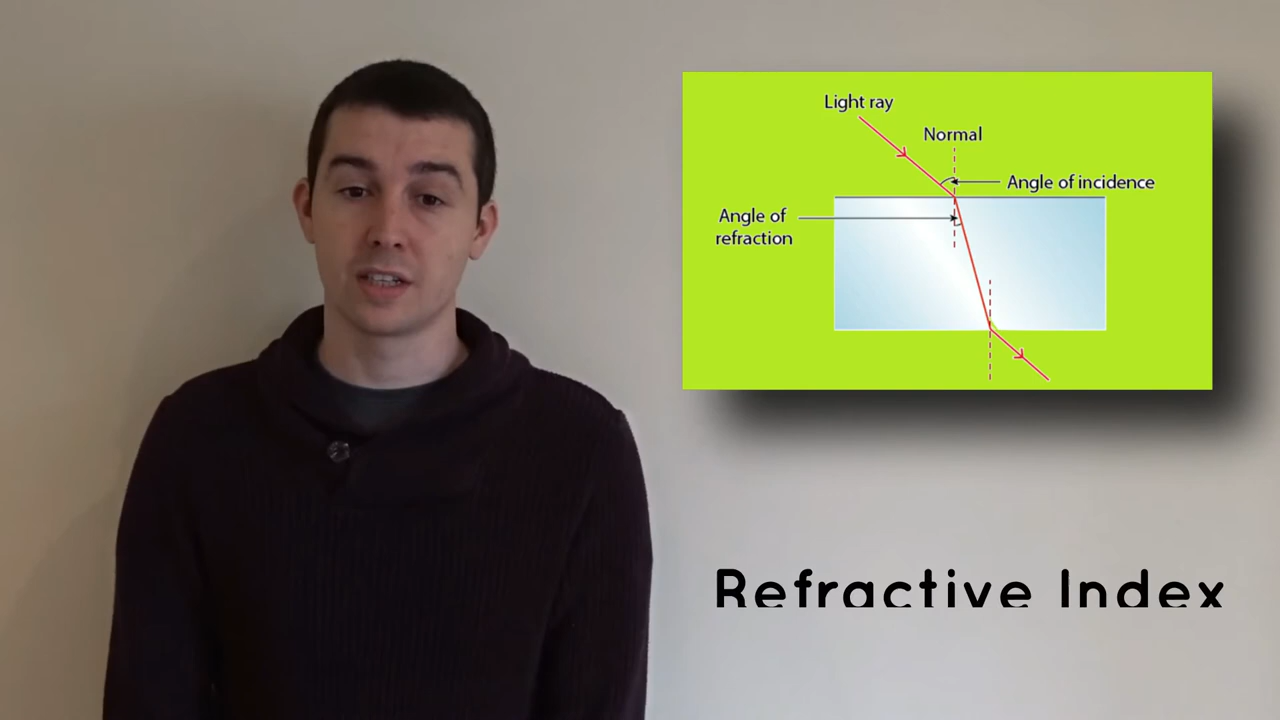 Light ray
Normal
Angle of incidence
Angle of
refraction
Refractive Index